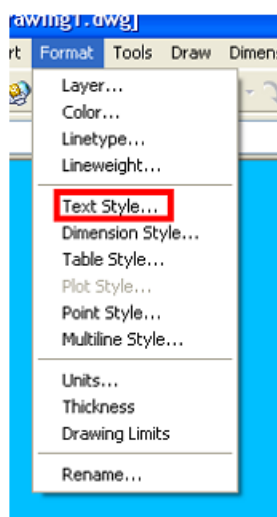 awing1.dwg]
rt Format Tools Draw Dimen
Layer...
Color...
Linetype...
Lineweight...
Text Style...
Dimension Style...
Table Style...
Plot Style...
Point Style...
Multiline Style...
Units...
Thickness
Drawing Limits
Rename...